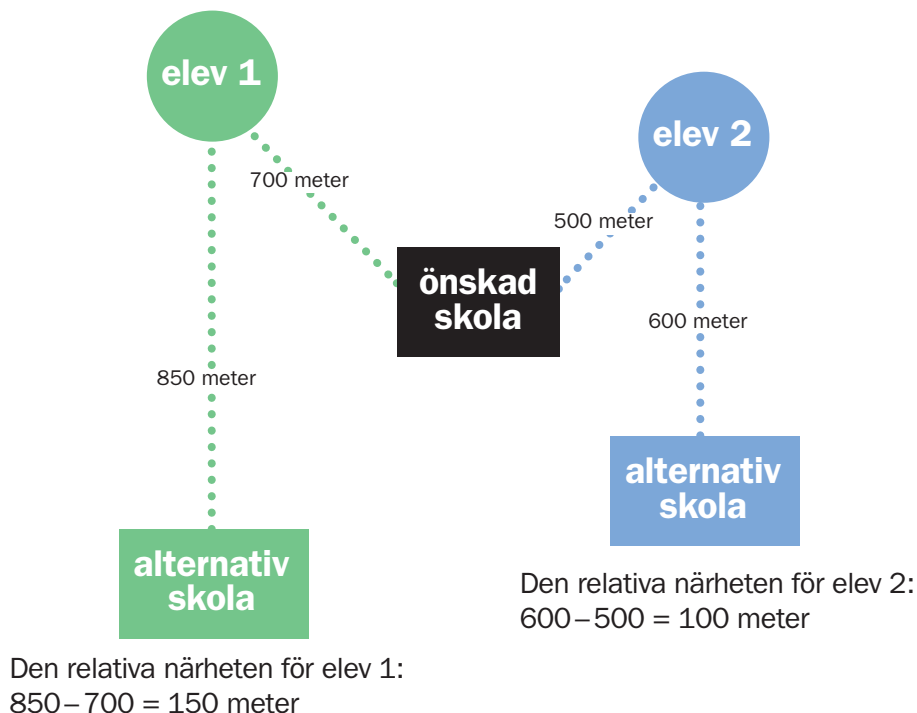 elev 1
elev 2
700 meter
500 meter
önskad
skola
600 meter
850 meter
alternativ
skola
alternativ
skola
Den relativa närheten för elev 2:
600–500 = 100 meter
Den relativa närheten för elev 1:
850–700 = 150 meter